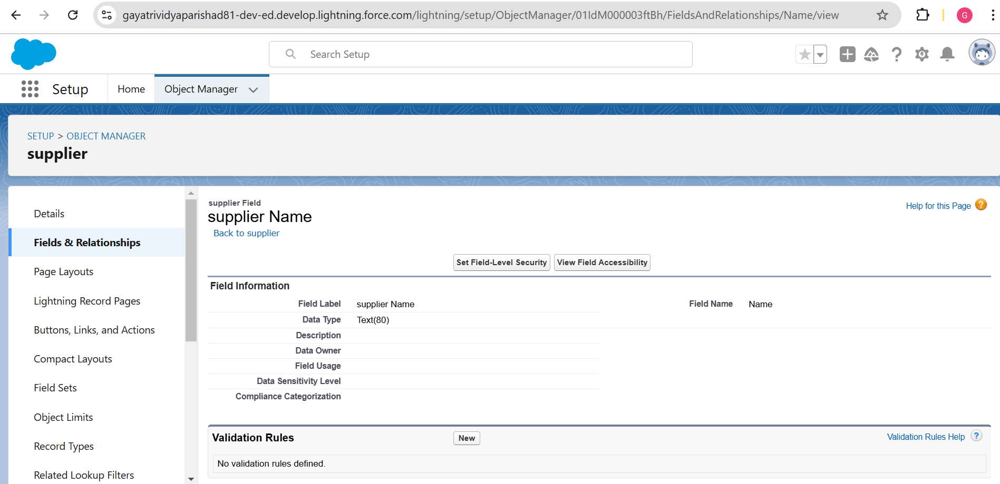 gayatrividyaparishad81-dev-ed.develop.lightning.force.com/lightning/setup/ObjectManager/01IdM000003ftBh/FieldsAndRelationships/Name/view
G
Search Setup
Setup
Home
Object Manager
SETUP > OBJECT MANAGER
supplier
Details
Fields & Relationships
Page Layouts
Lightning Record Pages
Buttons, Links, and Actions
Compact Layouts
Field Sets
Object Limits
Record Types
Related Lookup Filters
supplier Field
supplier Name
Back to supplier
Help for this Page ?
Set Field-Level Security View Field Accessibility
Field Information
Field Label supplier Name Field Name Name
Data Type Text(80)
Description
Data Owner
Field Usage
Data Sensitivity Level
Compliance Categorization
Validation Rules New Validation Rules Help ?
No validation rules defined.